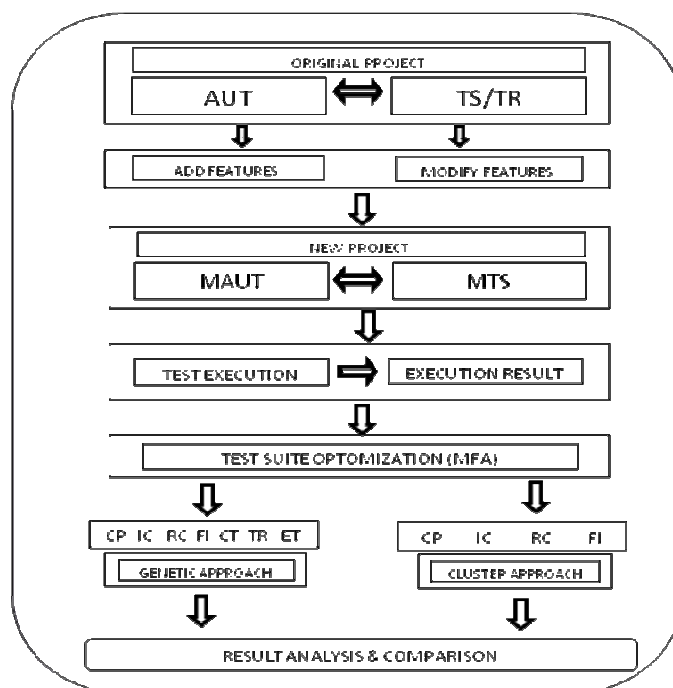 ORIGINAL PROJECT
AUT TS/TR
ADD FEATURES MODIFY FEATURES
NEW PROJECT
MAUT MTS
TEST EXECUTION EXECUTION RESULT
TEST SUITE OPTOMIZATION (MFA)
CP IC RC FI CT TR ET CP IC RC FI
GENETIC APPROACH CLUSTER APPROACH
RESULT ANALYSIS & COMPARISON